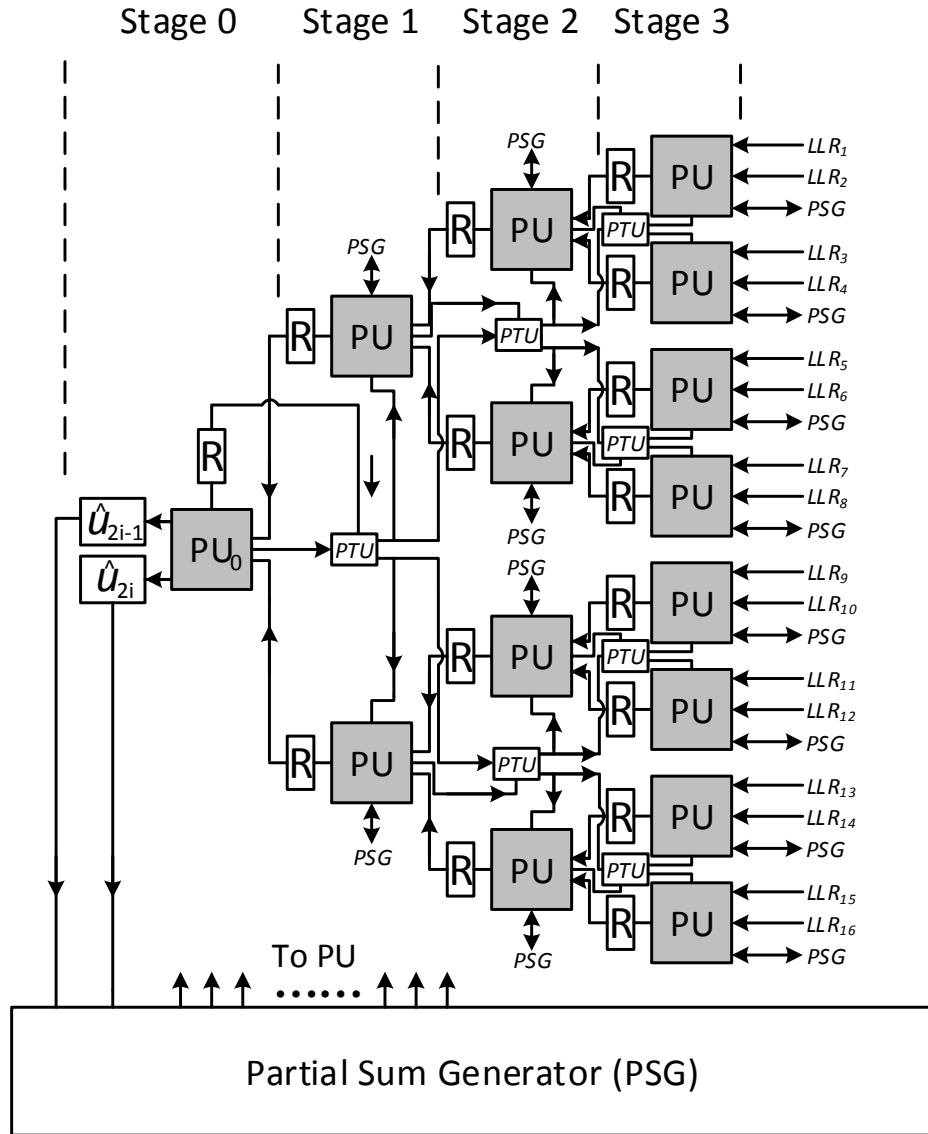 Stage 0 Stage 1 Stage 2 Stage 3
PSG
R PU LLR1
LLR2
PSG
R PU
PTU
PSG
R PU LLR3
LLR4
PSG
R PU
PTU
R PU LLR5
LLR6
PSG
R
R PU
PTU
R PU LLR7
LLR8
PSG
PSG
û2i-1
PU0
PTU
û2i
PSG
R PU LLR9
LLR10
PSG
R PU
PTU
R PU LLR11
LLR12
PSG
R PU
PTU
PSG
R PU LLR13
LLR14
PSG
R PU
PTU
R PU LLR15
LLR16
PSG
PSG
To PU
......
Partial Sum Generator (PSG)